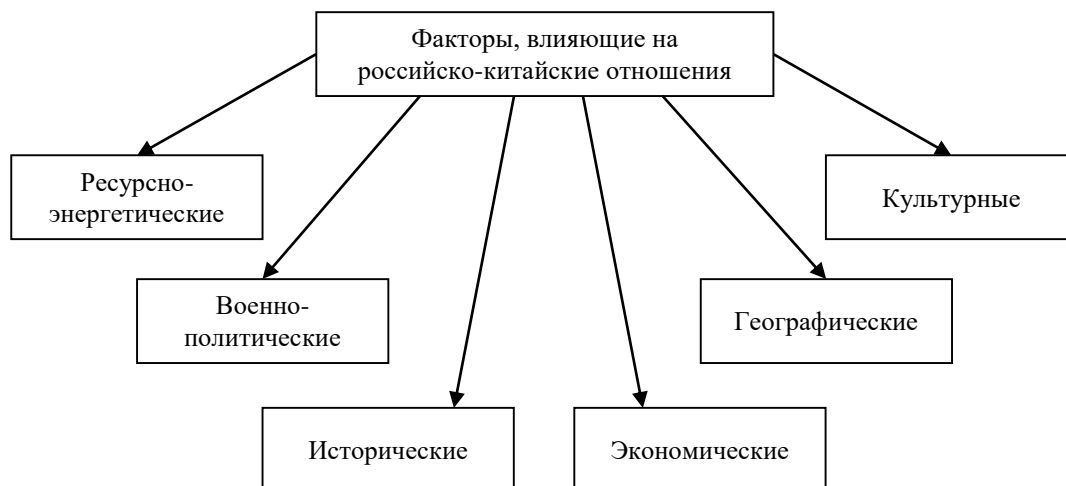 Факторы, влияющие на
российско-китайские отношения
Ресурсно-
энергетические
Культурные
Военно-
политические
Географические
Исторические
Экономические